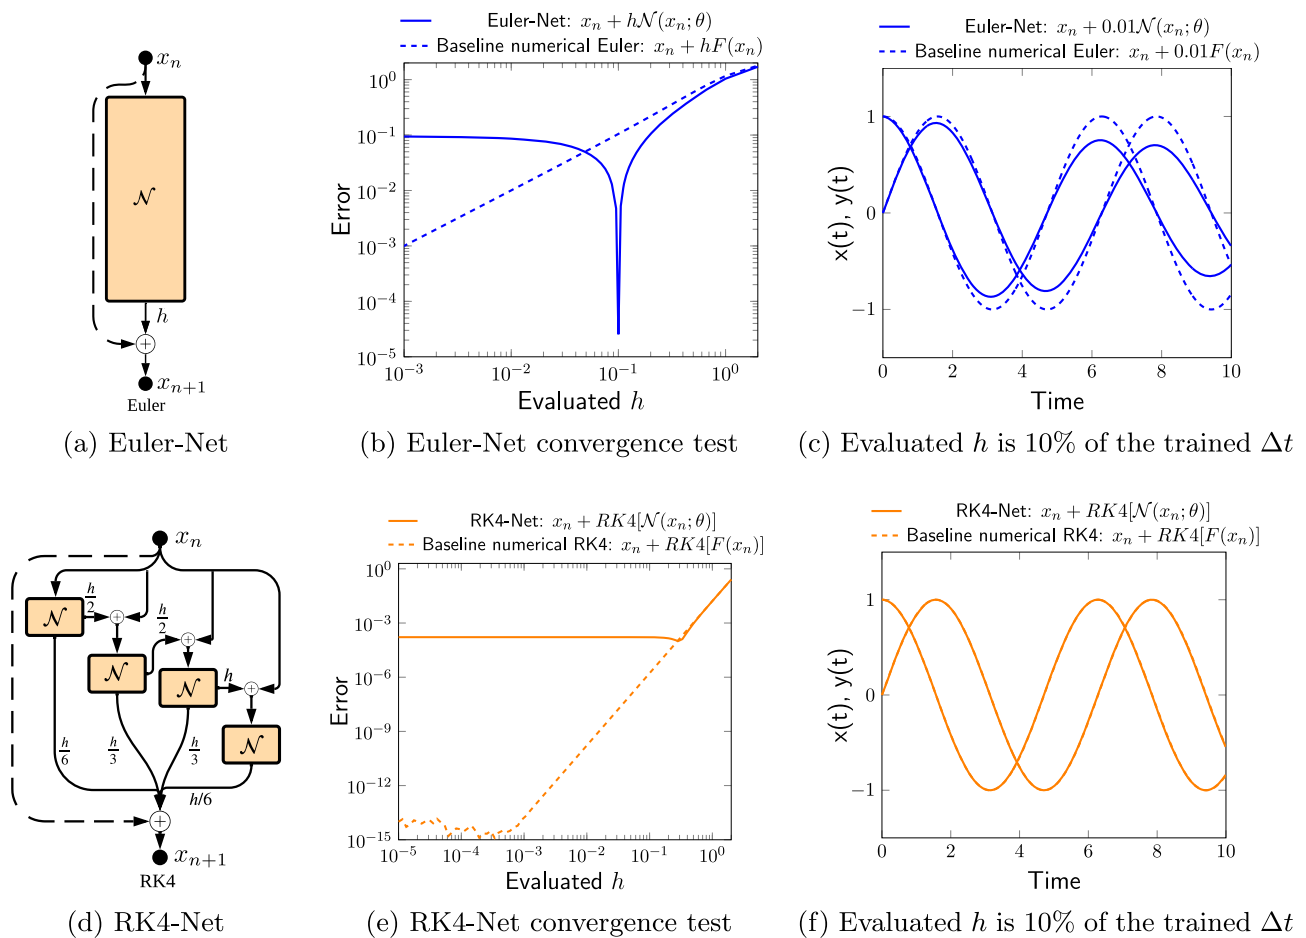 x_n
𝒩
h
+
x_{n+1}
Euler
(a) Euler-Net
Euler-Net: x_n + h𝒩(x_n; θ)
Baseline numerical Euler: x_n + hF(x_n)
10^0
10^{-1}
10^{-2}
10^{-3}
10^{-4}
10^{-5}
Error
10^{-3} 10^{-2} 10^{-1} 10^0
Evaluated h
(b) Euler-Net convergence test
Euler-Net: x_n + 0.01𝒩(x_n; θ)
Baseline numerical Euler: x_n + 0.01F(x_n)
1
0
−1
x(t), y(t)
0 2 4 6 8 10
Time
(c) Evaluated h is 10% of the trained Δt
x_n
𝒩
h/2
+
h/2
+
𝒩
𝒩
h
+
𝒩
h/6
h/3
h/3
h/6
+
x_{n+1}
RK4
(d) RK4-Net
RK4-Net: x_n + RK4[𝒩(x_n; θ)]
Baseline numerical RK4: x_n + RK4[F(x_n)]
10^0
10^{-3}
10^{-6}
10^{-9}
10^{-12}
10^{-15}
Error
10^{-5} 10^{-4} 10^{-3} 10^{-2} 10^{-1} 10^0
Evaluated h
(e) RK4-Net convergence test
RK4-Net: x_n + RK4[𝒩(x_n; θ)]
Baseline numerical RK4: x_n + RK4[F(x_n)]
1
0
−1
x(t), y(t)
0 2 4 6 8 10
Time
(f) Evaluated h is 10% of the trained Δt